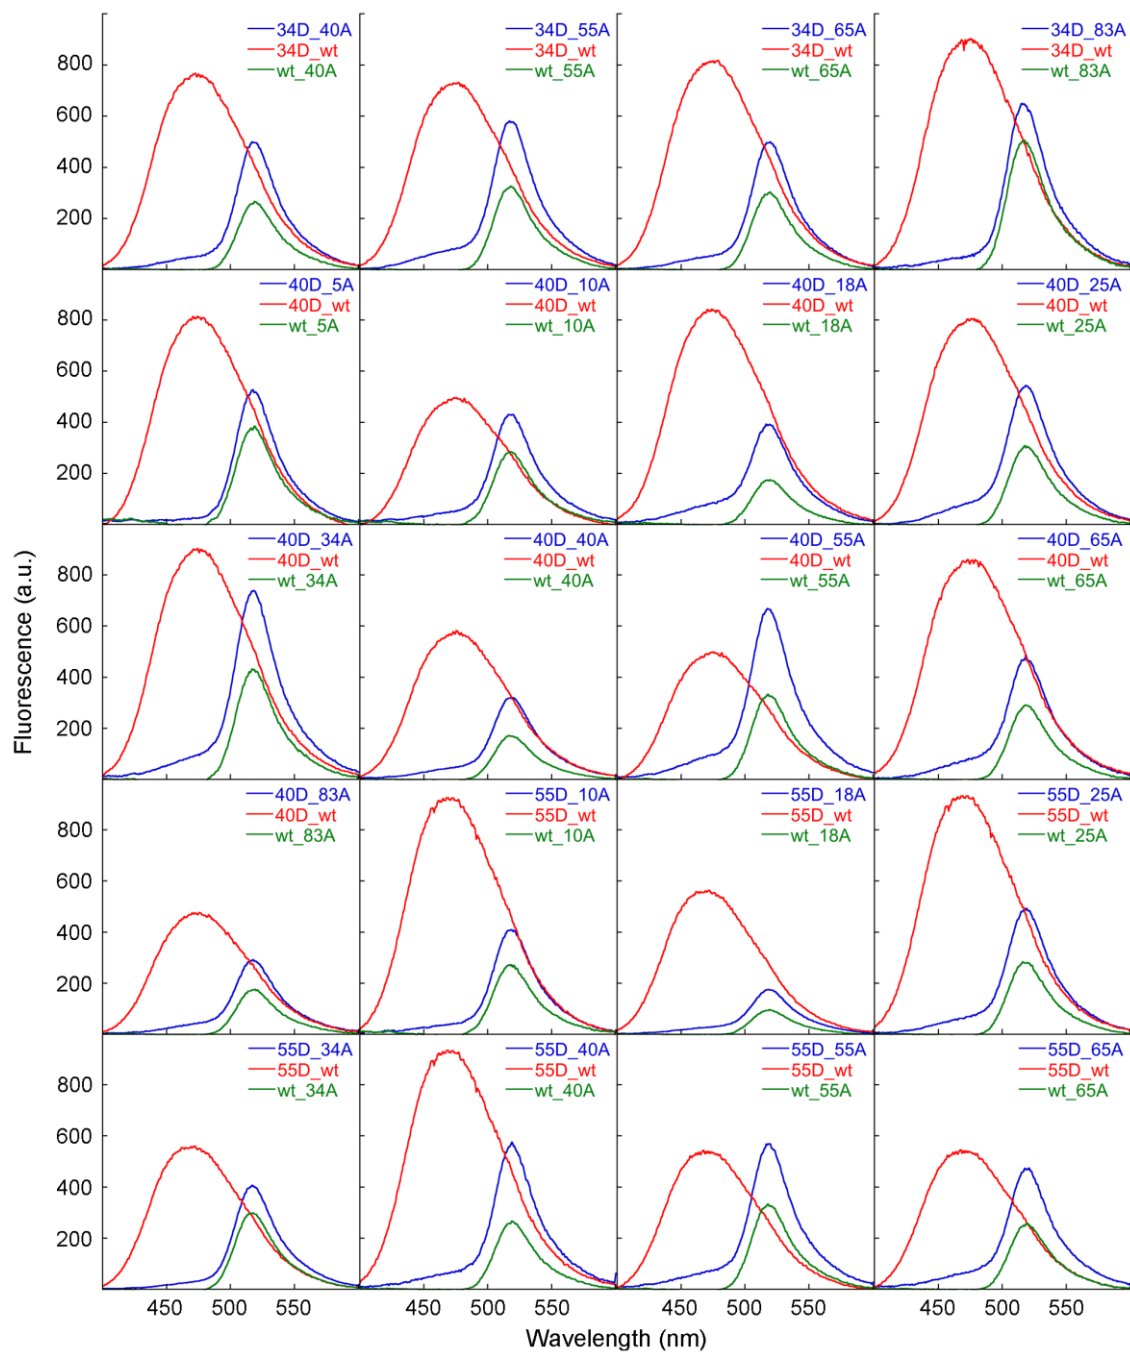 34D_40A
34D_wt
wt_40A
34D_55A
34D_wt
wt_55A
34D_65A
34D_wt
wt_65A
34D_83A
34D_wt
wt_83A
800
600
400
200
40D_5A
40D_wt
wt_5A
40D_10A
40D_wt
wt_10A
40D_18A
40D_wt
wt_18A
40D_25A
40D_wt
wt_25A
800
600
400
200
40D_34A
40D_wt
wt_34A
40D_40A
40D_wt
wt_40A
40D_55A
40D_wt
wt_55A
40D_65A
40D_wt
wt_65A
800
600
400
200
Fluorescence (a.u.)
40D_83A
40D_wt
wt_83A
55D_10A
55D_wt
wt_10A
55D_18A
55D_wt
wt_18A
55D_25A
55D_wt
wt_25A
800
600
400
200
55D_34A
55D_wt
wt_34A
55D_40A
55D_wt
wt_40A
55D_55A
55D_wt
wt_55A
55D_65A
55D_wt
wt_65A
800
600
400
200
450 500 550 450 500 550 450 500 550 450 500 550
Wavelength (nm)